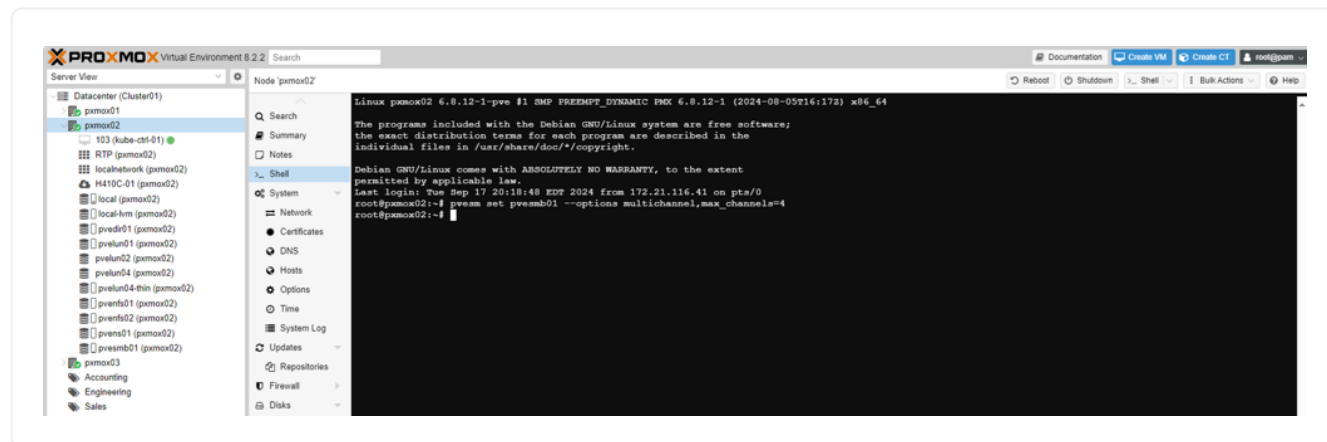 PROXMOX Virtual Environment 8.2.2 Search
Documentation Create VM Create CT root@pam
Server View
Node 'pxmox02'
Reboot Shutdown >_ Shell Bulk Actions Help
Datacenter (Cluster01)
pxmox01
pxmox02
103 (kube-ctrl-01)
RTP (pxmox02)
localnetwork (pxmox02)
H410C-01 (pxmox02)
local (pxmox02)
local-lvm (pxmox02)
pvedir01 (pxmox02)
pvelun01 (pxmox02)
pvelun02 (pxmox02)
pvelun04 (pxmox02)
pvelun04-thin (pxmox02)
pvenfs01 (pxmox02)
pvenfs02 (pxmox02)
pvens01 (pxmox02)
pvesmb01 (pxmox02)
pxmox03
Accounting
Engineering
Sales
Search
Summary
Notes
>_ Shell
System
Network
Certificates
DNS
Hosts
Options
Time
System Log
Updates
Repositories
Firewall
Disks
Linux pxmox02 6.8.12-1-pve #1 SMP PREEMPT_DYNAMIC PMX 6.8.12-1 (2024-08-05T16:17Z) x86_64
The programs included with the Debian GNU/Linux system are free software;
the exact distribution terms for each program are described in the
individual files in /usr/share/doc/*/copyright.
Debian GNU/Linux comes with ABSOLUTELY NO WARRANTY, to the extent
permitted by applicable law.
Last login: Tue Sep 17 20:18:48 EDT 2024 from 172.21.116.41 on pts/0
root@pxmox02:~# pvesm set pvesmb01 --options multichannel,max_channels=4
root@pxmox02:~#